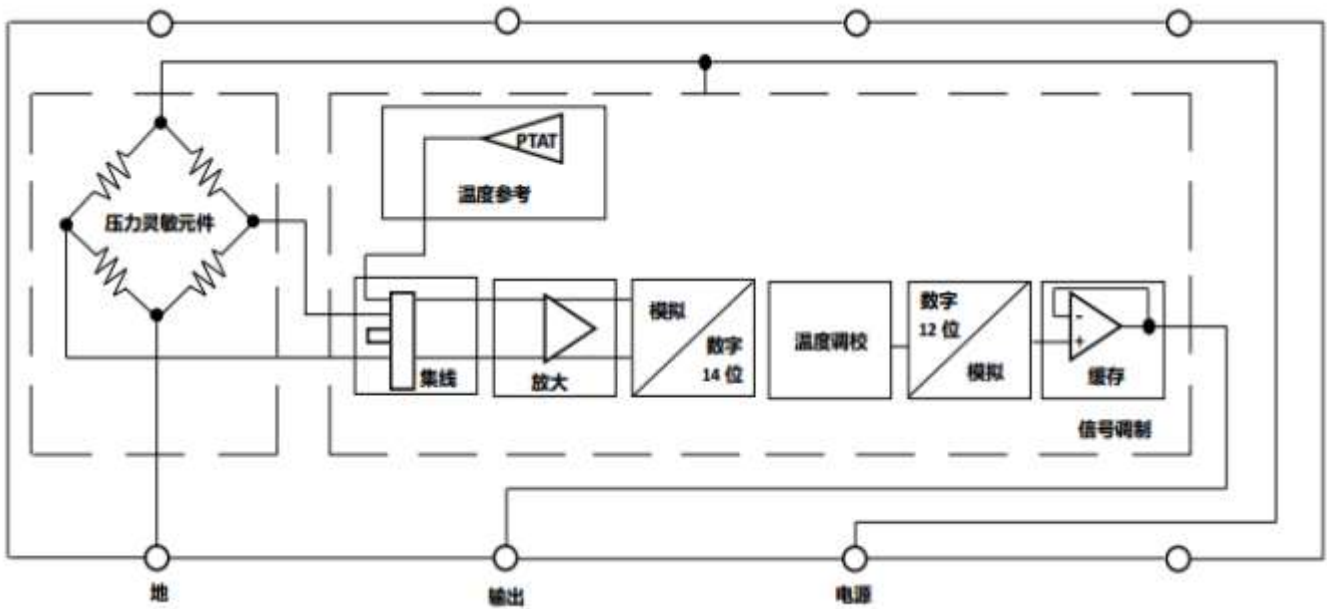 PTAT
温度参考
压力灵敏元件
集线
放大
模拟
数字
14 位
温度调校
数字
12 位
模拟
-
+
缓存
信号调制
地
输出
电源